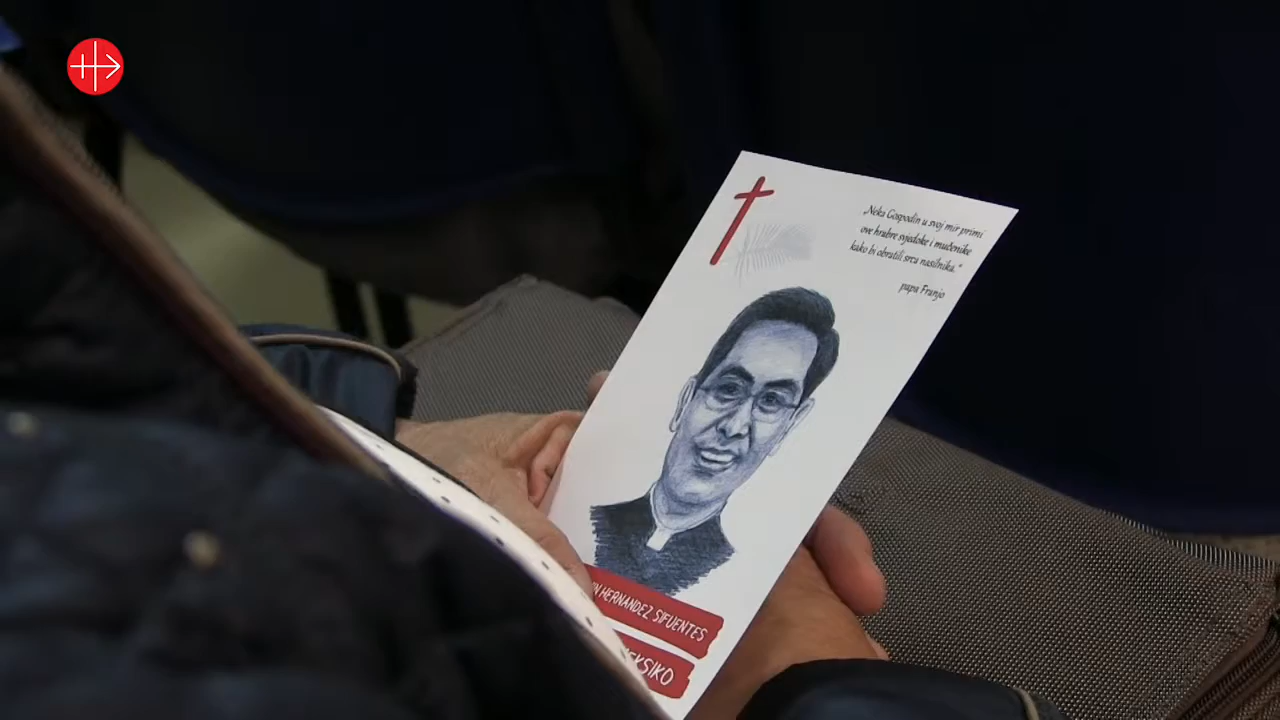 „Neka Gospodin u svoj mir primi
ove hrabre svjedoke i mučenike
kako bi obratili srca nasilnika.“
papa Franjo
HERNANDEZ SIFUENTES